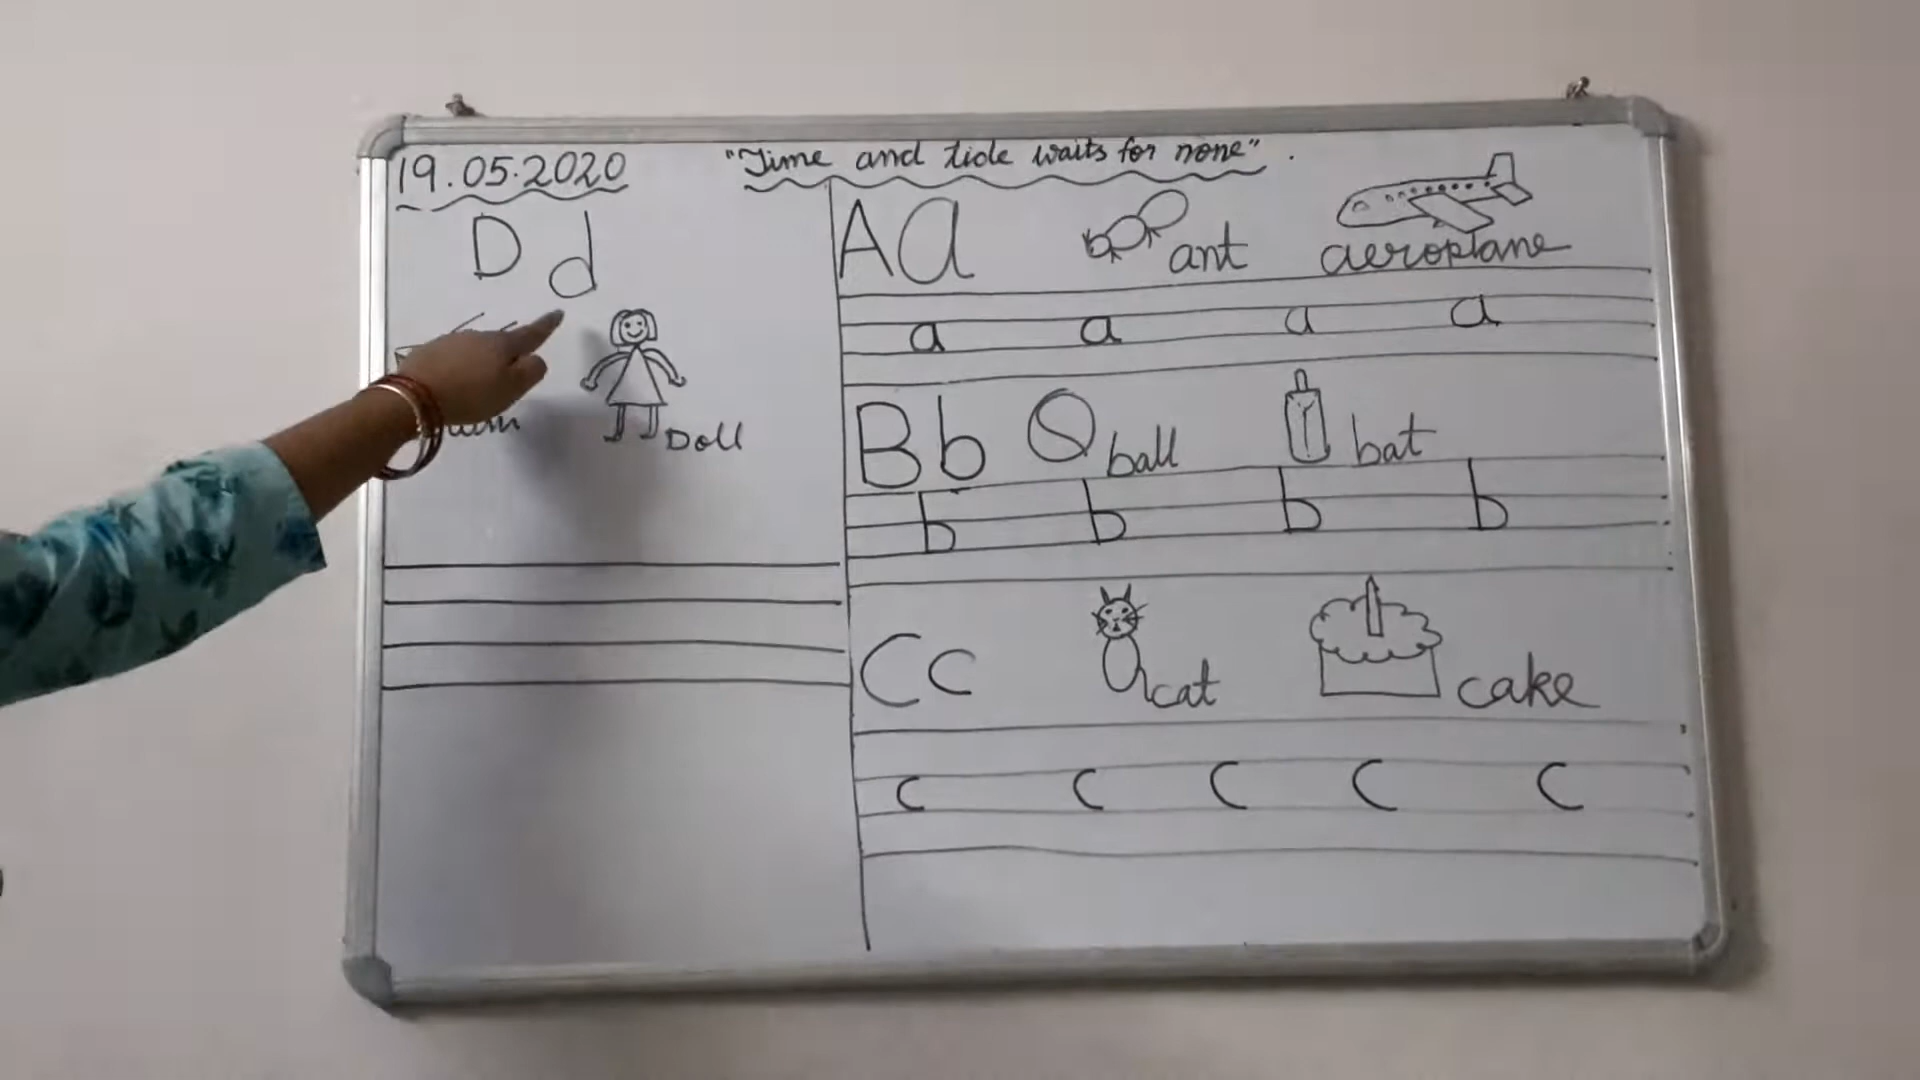 19.05.2020
"Time and tide waits for none".
D d
Doll
A a ant aeroplane
a a a a
B b ball bat
b b b b
C c cat cake
c c c c c